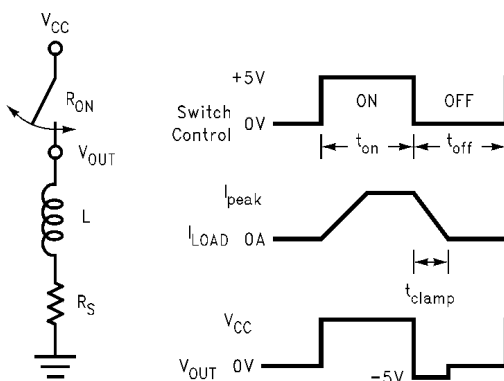 VCC
RON
VOUT
L
RS
+5V
Switch
Control
0V
ON
OFF
ton
toff
Ipeak
ILOAD 0A
tclamp
VCC
VOUT 0V
-5V